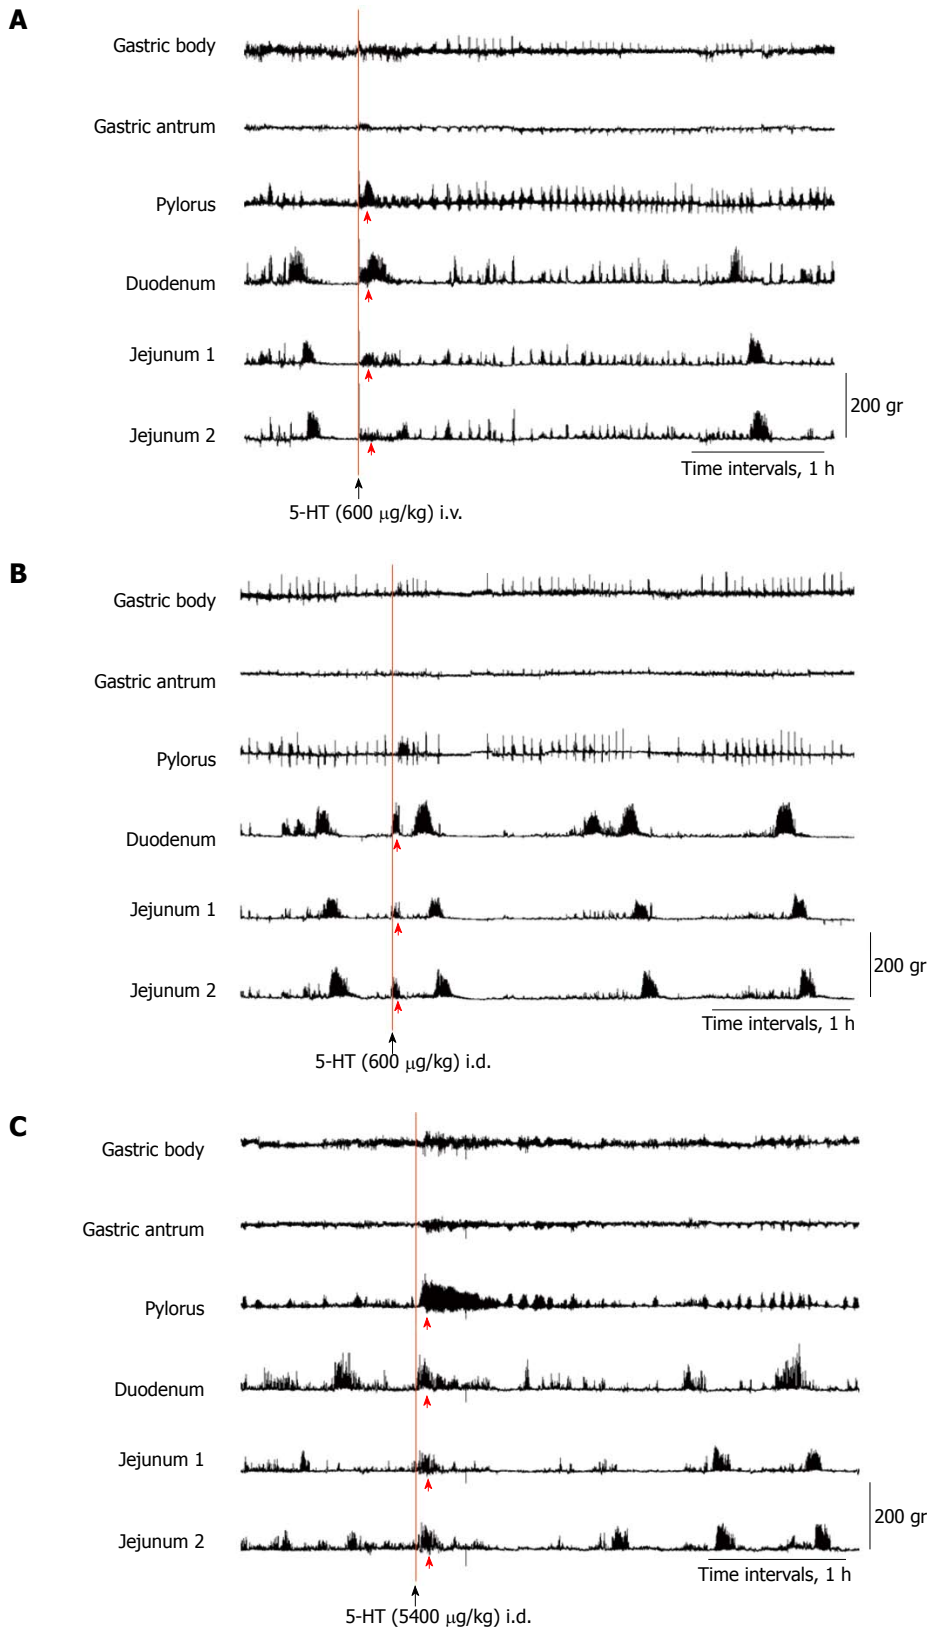 A
Gastric body
Gastric antrum
Pylorus
Duodenum
Jejunum 1
Jejunum 2
200 gr
Time intervals, 1 h
5-HT (600 μg/kg) i.v.
B
Gastric body
Gastric antrum
Pylorus
Duodenum
Jejunum 1
Jejunum 2
200 gr
Time intervals, 1 h
5-HT (600 μg/kg) i.d.
C
Gastric body
Gastric antrum
Pylorus
Duodenum
Jejunum 1
Jejunum 2
200 gr
Time intervals, 1 h
5-HT (5400 μg/kg) i.d.